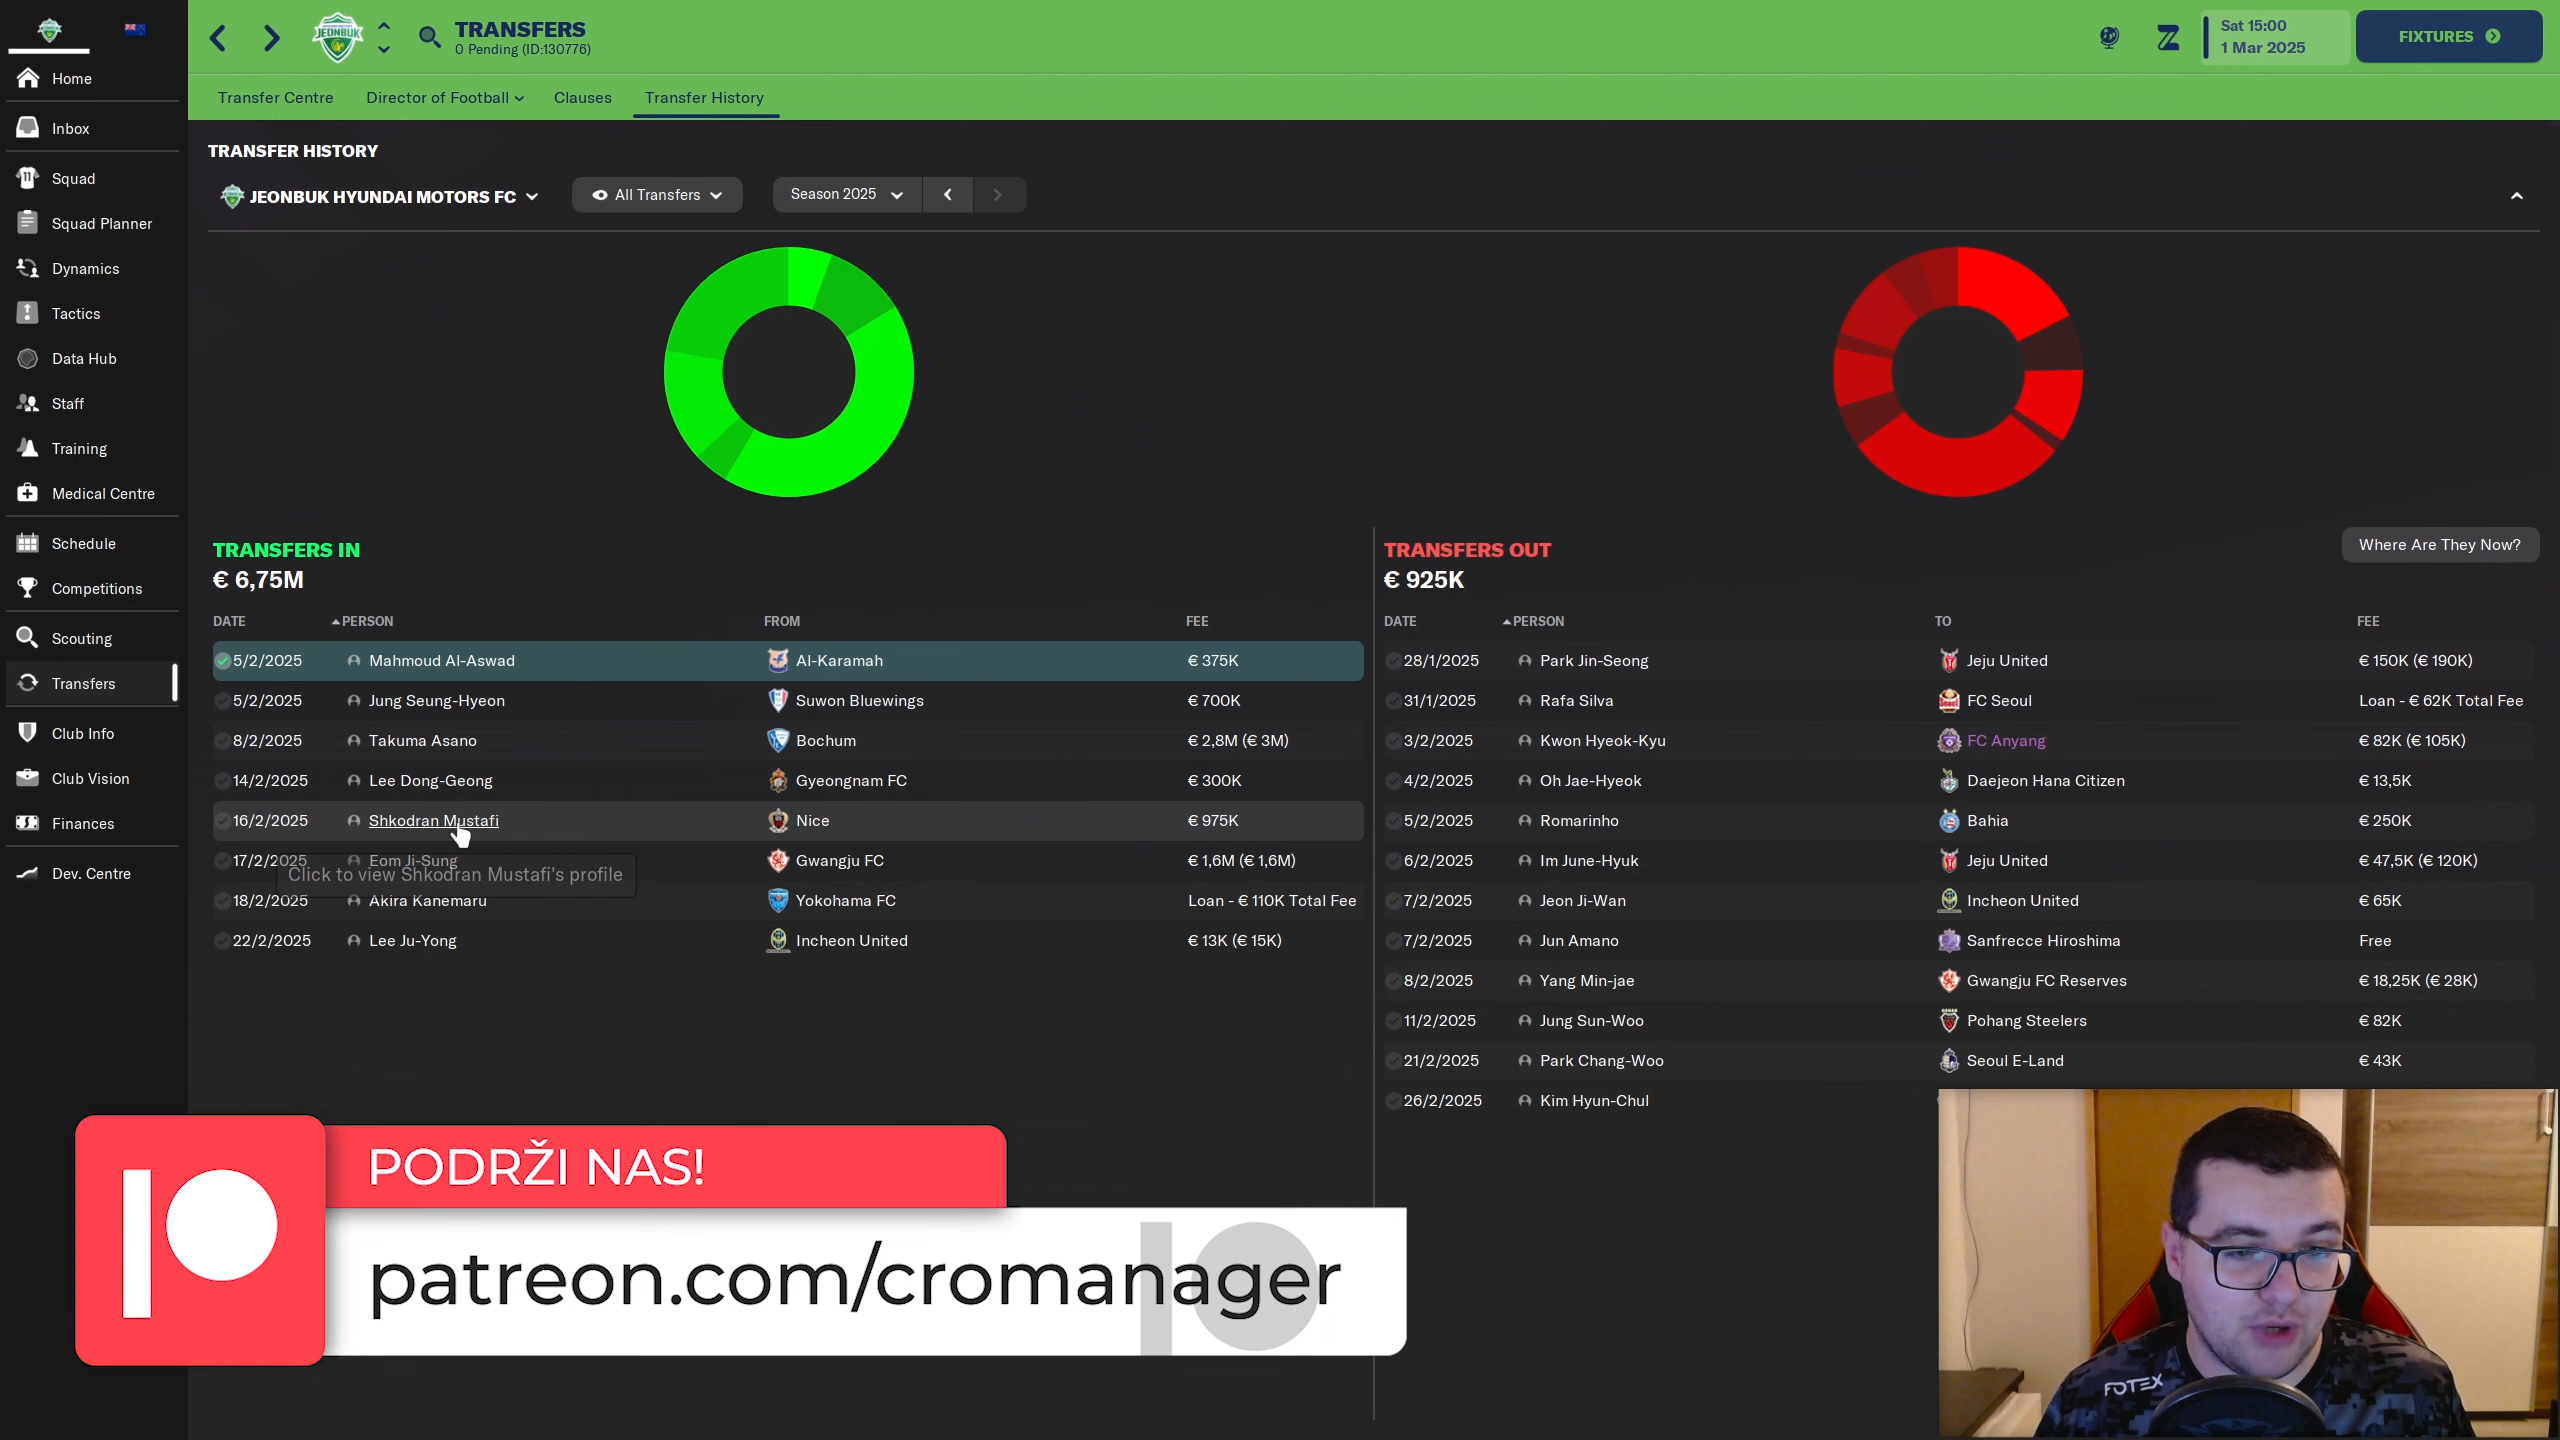 TRANSFERS
0 Pending (ID:130776)
Sat 15:00
1 Mar 2025
FIXTURES
Home
Inbox
Squad
Squad Planner
Dynamics
Tactics
Data Hub
Staff
Training
Medical Centre
Schedule
Competitions
Scouting
Transfers
Club Info
Club Vision
Finances
Dev. Centre
Transfer Centre
Director of Football
Clauses
Transfer History
TRANSFER HISTORY
JEONBUK HYUNDAI MOTORS FC
All Transfers
Season 2025
TRANSFERS IN
€ 6,75M
DATE PERSON FROM FEE
5/2/2025 Mahmoud Al-Aswad Al-Karamah € 375K
5/2/2025 Jung Seung-Hyeon Suwon Bluewings € 700K
8/2/2025 Takuma Asano Bochum € 2,8M (€ 3M)
14/2/2025 Lee Dong-Geong Gyeongnam FC € 300K
16/2/2025 Shkodran Mustafi Nice € 975K
17/2/2025 Eom Ji-Sung Gwangju FC € 1,6M (€ 1,6M)
Click to view Shkodran Mustafi's profile
18/2/2025 Akira Kanemaru Yokohama FC Loan - € 110K Total Fee
22/2/2025 Lee Ju-Yong Incheon United € 13K (€ 15K)
TRANSFERS OUT
€ 925K
Where Are They Now?
DATE PERSON TO FEE
28/1/2025 Park Jin-Seong Jeju United € 150K (€ 190K)
31/1/2025 Rafa Silva FC Seoul Loan - € 62K Total Fee
3/2/2025 Kwon Hyeok-Kyu FC Anyang € 82K (€ 105K)
4/2/2025 Oh Jae-Hyeok Daejeon Hana Citizen € 13,5K
5/2/2025 Romarinho Bahia € 250K
6/2/2025 Im June-Hyuk Jeju United € 47,5K (€ 120K)
7/2/2025 Jeon Ji-Wan Incheon United € 65K
7/2/2025 Jun Amano Sanfrecce Hiroshima Free
8/2/2025 Yang Min-jae Gwangju FC Reserves € 18,25K (€ 28K)
11/2/2025 Jung Sun-Woo Pohang Steelers € 82K
21/2/2025 Park Chang-Woo Seoul E-Land € 43K
26/2/2025 Kim Hyun-Chul
PODRŽI NAS!
patreon.com/cromanager
FOTEX
JEONBUK